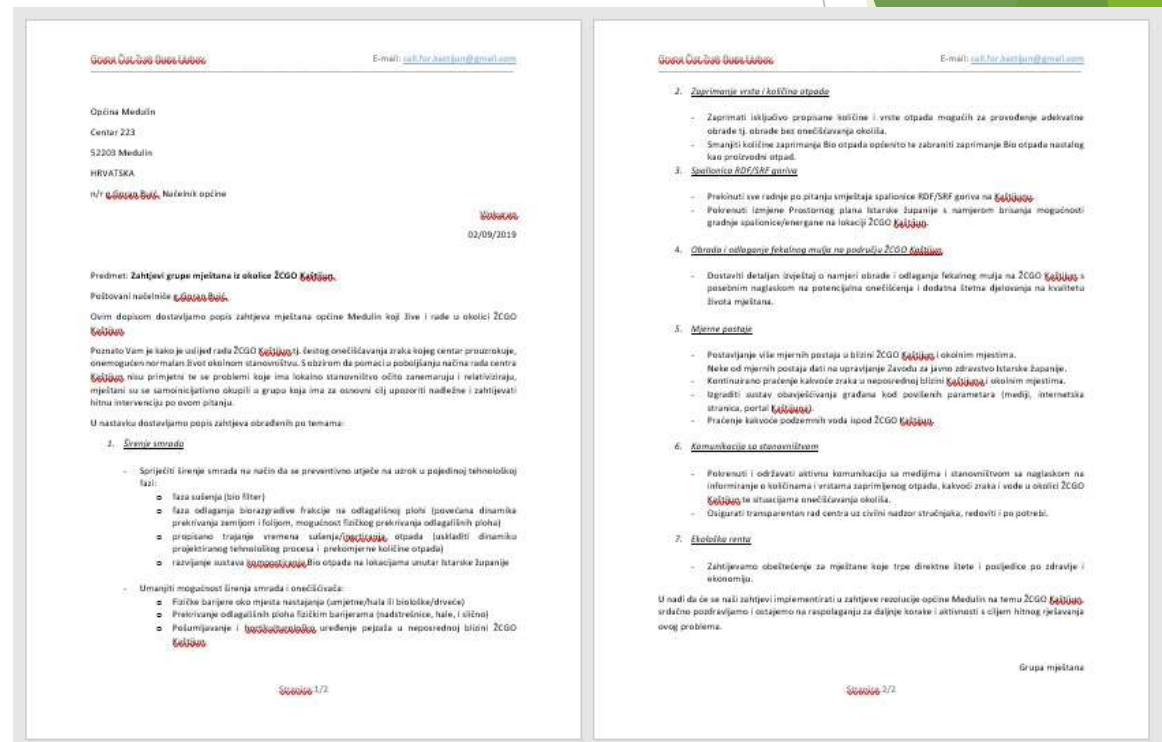 E-mail: call.for.kastijun@gmail.com
Općina Medulin
Centar 223
52203 Medulin
HRVATSKA
n/r g.Goran Buić, Načelnik općine
Vinkuran
02/09/2019
Predmet: Zahtjevi grupe mještana iz okolice ŽCGO Kaštijun.
Poštovani načelniče g.Goran Buić,
Ovim dopisom dostavljamo popis zahtjeva mještana općine Medulin koji žive i rade u okolici ŽCGO
Kaštijun.
Poznato Vam je kako je uslijed rada ŽCGO Kaštijun tj. čestog onečišćavanja zraka kojeg centar prouzrokuje,
onemogućen normalan život okolnom stanovništvu. S obzirom da pomaci u poboljšanju načina rada centra
Kaštijun nisu primjetni te se problemi koje ima lokalno stanovništvo očito zanemaruju i relativiziraju,
mještani su se samoinicijativno okupili u grupu koja ima za osnovni cilj upozoriti nadležne i zahtijevati
hitnu intervenciju po ovom pitanju.
U nastavku dostavljamo popis zahtjeva obrađenih po temama:
1. Širenje smrada
- Spriječiti širenje smrada na način da se preventivno utječe na uzrok u pojedinoj tehnološkoj
fazi:
faza sušenja (bio filter)
faza odlaganja biorazgradive frakcije na odlagališnoj plohi (povećana dinamika
prekrivanja zemljom i folijom, mogućnost fizičkog prekrivanja odlagališnih ploha)
propisano trajanje vremena sušenja/inertizacije otpada (uskladiti dinamiku
projektiranog tehnološkog procesa i prekomjerne količine otpada)
razvijanje sustava kompostiranja Bio otpada na lokacijama unutar Istarske županije
- Umanjiti mogućnost širenja smrada i onečišćivača:
Fizičke barijere oko mjesta nastajanja (umjetne/hala ili biološke/drveće)
Prekrivanje odlagališnih ploha fizičkim barijerama (nadstrešnice, hale, i slično)
Pošumljavanje i hortikulturološko uređenje pejzaža u neposrednoj blizini ŽCGO
Kaštijun.
Stranica 1/2
E-mail: call.for.kastijun@gmail.com
2. Zaprimanje vrsta i količina otpada
- Zaprimati isključivo propisane količine i vrste otpada mogućih za provođenje adekvatne
obrade tj. obrade bez onečišćavanja okoliša.
- Smanjiti količine zaprimanja Bio otpada općenito te zabraniti zaprimanje Bio otpada nastalog
kao proizvodni otpad.
3. Spalionica RDF/SRF goriva
- Prekinuti sve radnje po pitanju smještaja spalionice RDF/SRF goriva na Kaštijunu.
- Pokrenuti izmjene Prostornog plana Istarske županije s namjerom brisanja mogućnosti
gradnje spalionice/energane na lokaciji ŽCGO Kaštijun.
4. Obrada i odlaganje fekalnog mulja na području ŽCGO Kaštijun
- Dostaviti detaljan izvještaj o namjeri obrade i odlaganja fekalnog mulja na ŽCGO Kaštijun s
posebnim naglaskom na potencijalna onečišćenja i dodatna štetna djelovanja na kvalitetu
života mještana.
5. Mjerne postaje
- Postavljanje više mjernih postaja u blizini ŽCGO Kaštijun i okolnim mjestima.
Neke od mjernih postaja dati na upravljanje Zavodu za javno zdravstvo Istarske županije.
- Kontinuirano praćenje kakvoće zraka u neposrednoj blizini Kaštijuna i okolnim mjestima.
- Izgraditi sustav obavješćivanja građana kod povišenih parametara (mediji, internetska
stranica, portal Kaštijuna).
- Praćenje kakvoće podzemnih voda ispod ŽCGO Kaštijun.
6. Komunikacija sa stanovništvom
- Pokrenuti i održavati aktivnu komunikaciju sa medijima i stanovništvom sa naglaskom na
informiranje o količinama i vrstama zaprimljenog otpada, kakvoći zraka i vode u okolici ŽCGO
Kaštijun te situacijama onečišćavanja okoliša.
- Osigurati transparentan rad centra uz civilni nadzor stručnjaka, redoviti i po potrebi.
7. Ekološka renta
- Zahtijevamo obeštećenje za mještane koje trpe direktne štete i posljedice po zdravlje i
ekonomiju.
U nadi da će se naši zahtjevi implementirati u zahtjeve rezolucije općine Medulin na temu ŽCGO Kaštijun,
srdačno pozdravljamo i ostajemo na raspolaganju za daljnje korake i aktivnosti s ciljem hitnog rješavanja
ovog problema.
Grupa mještana
Stranica 2/2